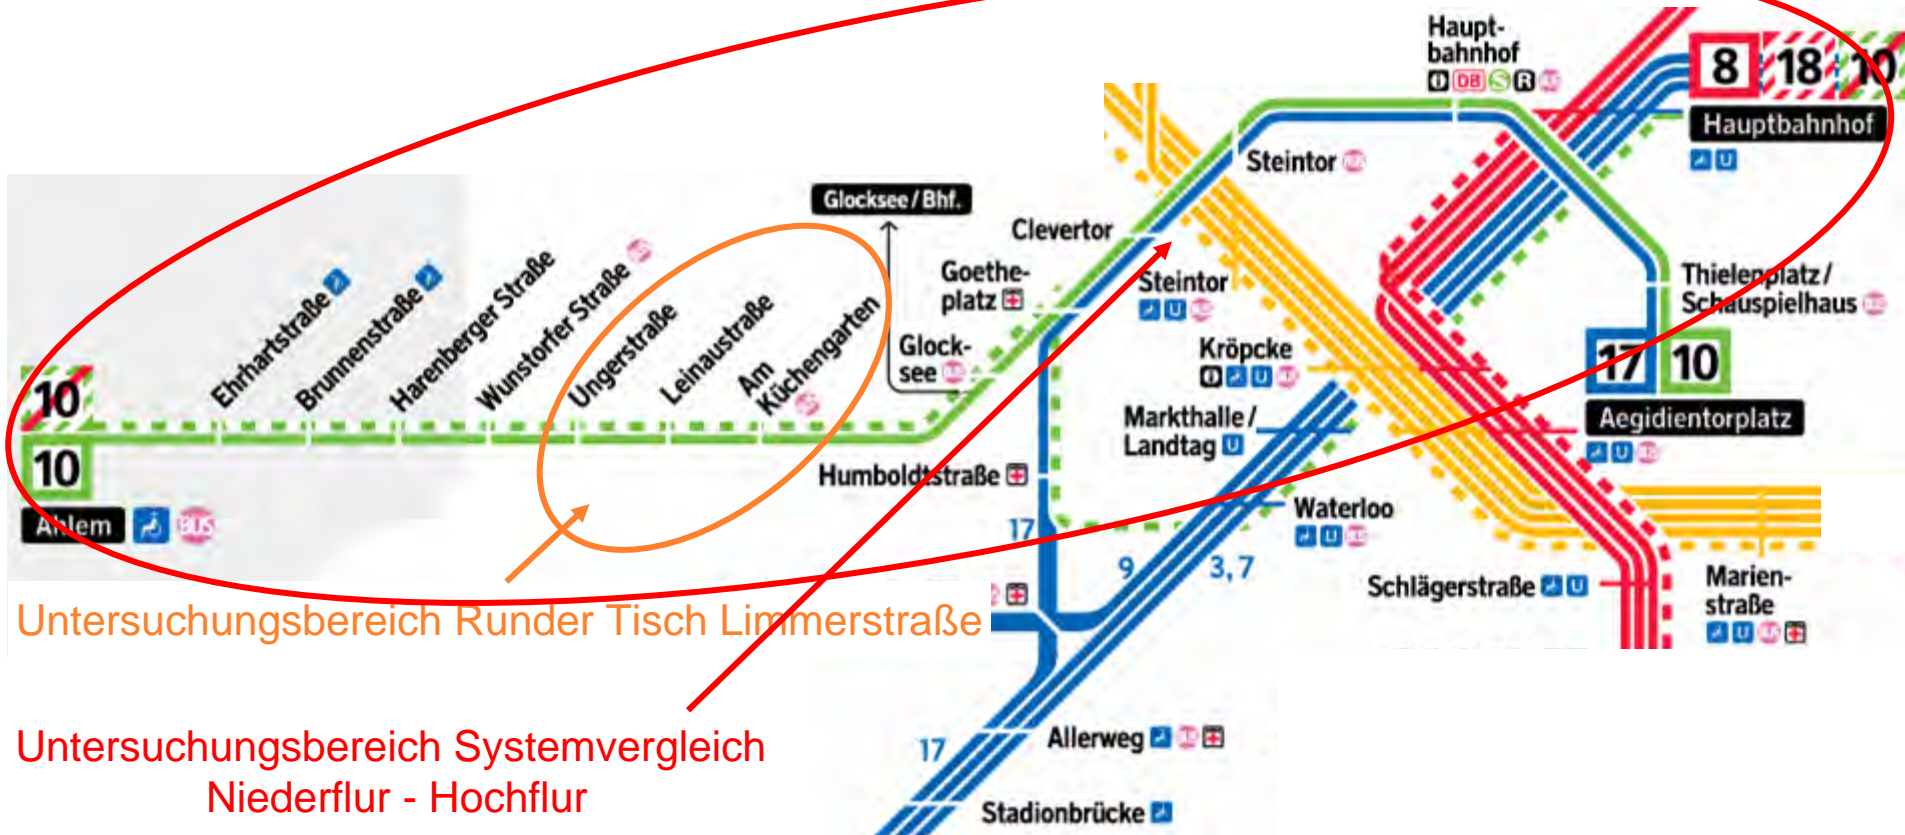 Haupt-
bahnhof
DB S R
8 18 10
Hauptbahnhof
Steintor
Glocksee/Bhf.
Clevertor
Goethe-
platz
Steintor
U
Thielenplatz/
Schauspielhaus
Glock-
see
Kröpcke
U
17 10
Aegidientorplatz
U
Ehrhartstraße
Brunnenstraße
Harenberger Straße
Wunstorfer Straße
Ungerstraße
Leinaustraße
Am
Küchengarten
10
10
Ahlem BUS
Markthalle/
Landtag U
Humboldtstraße
Waterloo
U
17
9
3, 7
Schlägerstraße U
Marien-
straße
U
Untersuchungsbereich Runder Tisch Limmerstraße
Untersuchungsbereich Systemvergleich
Niederflur - Hochflur
17
Allerweg
Stadionbrücke